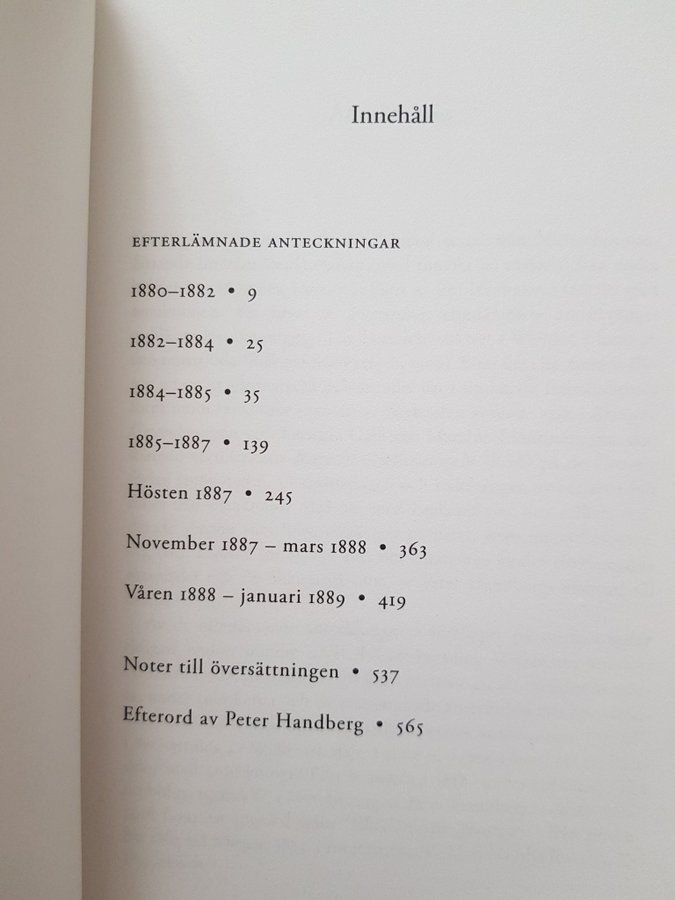 Innehåll
EFTERLÄMNADE ANTECKNINGAR
1880–1882 • 9
1882–1884 • 25
1884–1885 • 35
1885–1887 • 139
Hösten 1887 • 245
November 1887 – mars 1888 • 363
Våren 1888 – januari 1889 • 419
Noter till översättningen • 537
Efterord av Peter Handberg • 565